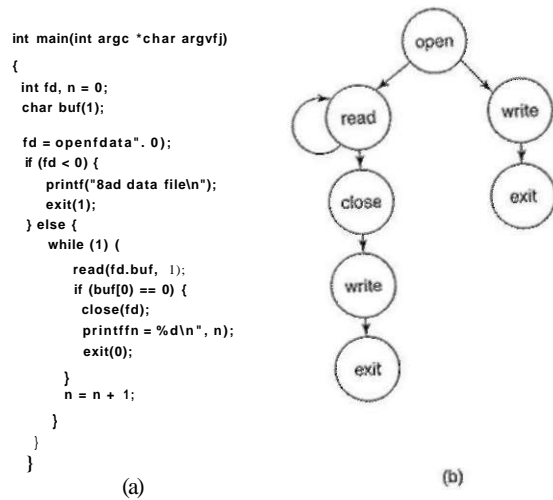 int main(int argc *char argvfj)
{
int fd, n = 0;
char buf(1);
fd = openfdata". 0);
if (fd < 0) {
printf("8ad data file\n");
exit(1);
} else {
while (1) (
read(fd.buf, 1);
if (buf[0) == 0) {
close(fd);
printffn = %d\n", n);
exit(0);
}
n = n + 1;
}
}
}
(a)
open
read
write
close
exit
write
exit
(b)